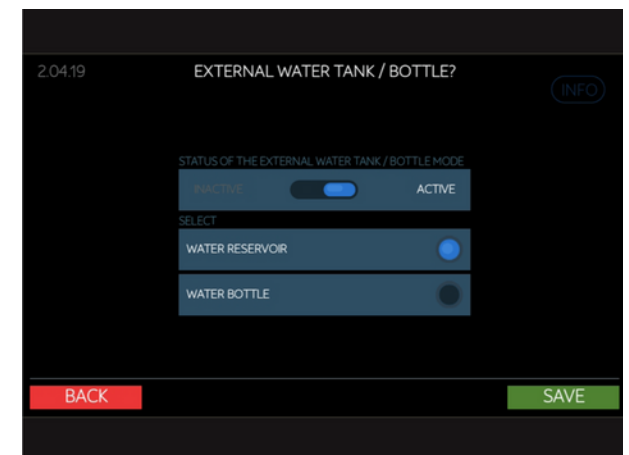 2.04.19
EXTERNAL WATER TANK / BOTTLE?
INFO
STATUS OF THE EXTERNAL WATER TANK / BOTTLE MODE
INACTIVE
ACTIVE
SELECT
WATER RESERVOIR
WATER BOTTLE
BACK
SAVE